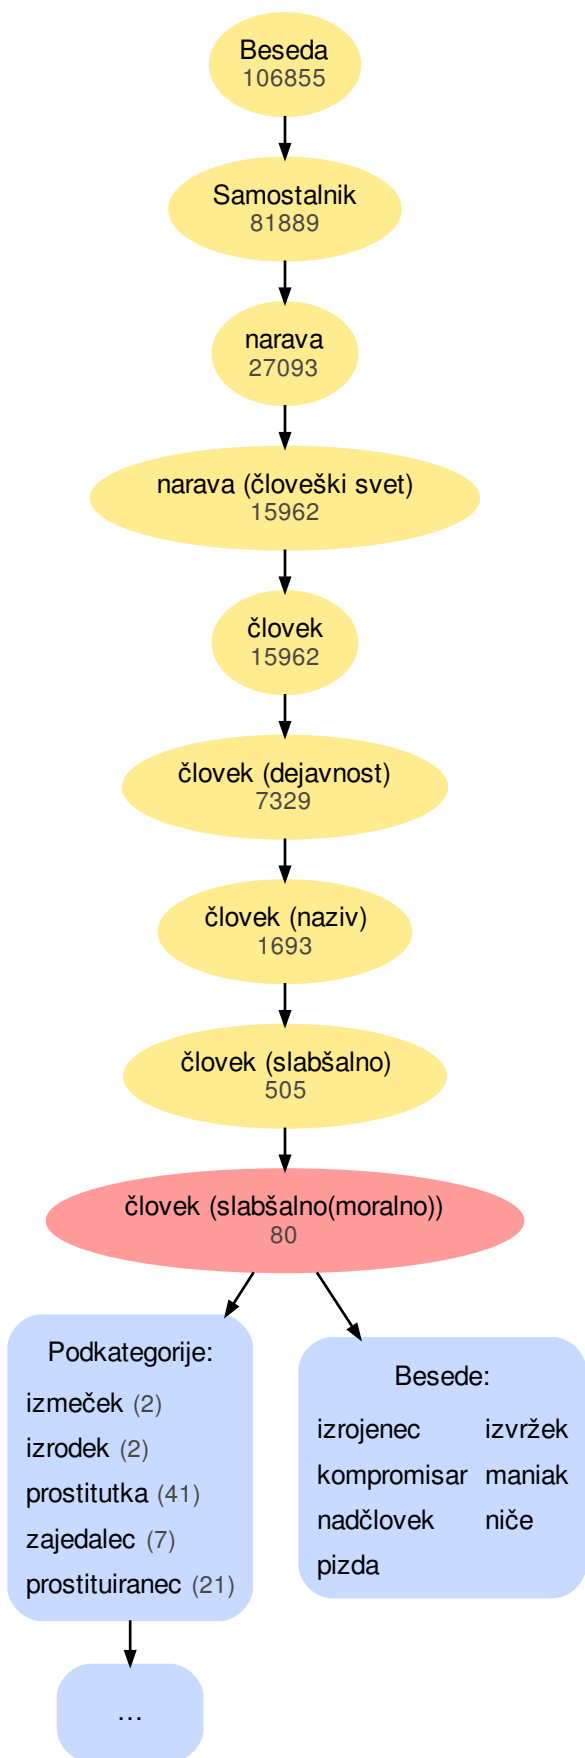 Beseda
106855
Samostalnik
81889
narava
27093
narava (človeški svet)
15962
človek
15962
človek (dejavnost)
7329
človek (naziv)
1693
človek (slabšalno)
505
človek (slabšalno(moralno))
80
Podkategorije:
izmeček (2)
izrodek (2)
prostitutka (41)
zajedalec (7)
prostituiranec (21)
...
Besede:
izrojenec izvržek
kompromisar maniak
nadčlovek niče
pizda